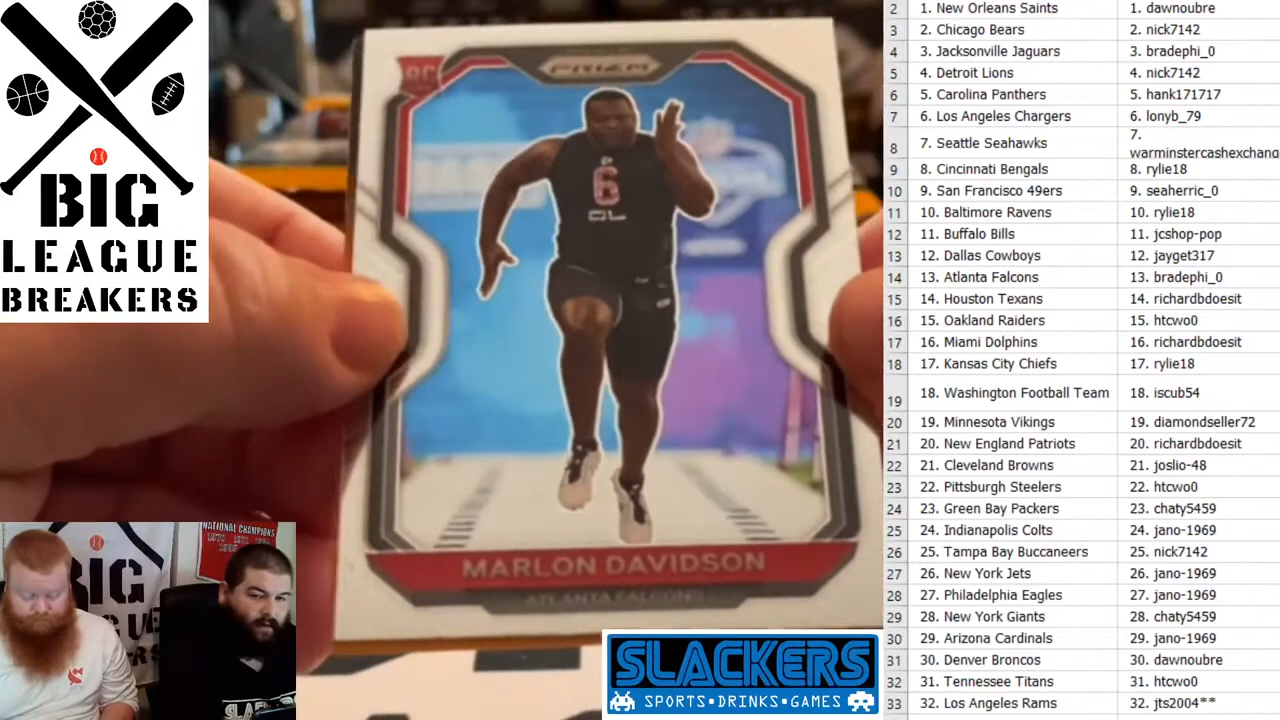 BIG
LEAGUE
BREAKERS
RC
PRIZM
6
OL
MARLON DAVIDSON
ATLANTA FALCONS
NATIONAL CHAMPIONS
BIG
SLACKERS
SPORTS•DRINKS•GAMES
2 1. New Orleans Saints 1. dawnoubre
3 2. Chicago Bears 2. nick7142
4 3. Jacksonville Jaguars 3. bradephi_0
5 4. Detroit Lions 4. nick7142
6 5. Carolina Panthers 5. hank171717
7 6. Los Angeles Chargers 6. lonyb_79
8 7. Seattle Seahawks 7.
warminstercashexchang
9 8. Cincinnati Bengals 8. rylie18
10 9. San Francisco 49ers 9. seaherric_0
11 10. Baltimore Ravens 10. rylie18
12 11. Buffalo Bills 11. jcshop-pop
13 12. Dallas Cowboys 12. jayget317
14 13. Atlanta Falcons 13. bradephi_0
15 14. Houston Texans 14. richardbdoesit
16 15. Oakland Raiders 15. htcwo0
17 16. Miami Dolphins 16. richardbdoesit
18 17. Kansas City Chiefs 17. rylie18
19 18. Washington Football Team 18. iscub54
20 19. Minnesota Vikings 19. diamondseller72
21 20. New England Patriots 20. richardbdoesit
22 21. Cleveland Browns 21. joslio-48
23 22. Pittsburgh Steelers 22. htcwo0
24 23. Green Bay Packers 23. chaty5459
25 24. Indianapolis Colts 24. jano-1969
26 25. Tampa Bay Buccaneers 25. nick7142
27 26. New York Jets 26. jano-1969
28 27. Philadelphia Eagles 27. jano-1969
29 28. New York Giants 28. chaty5459
30 29. Arizona Cardinals 29. jano-1969
31 30. Denver Broncos 30. dawnoubre
32 31. Tennessee Titans 31. htcwo0
33 32. Los Angeles Rams 32. jts2004**